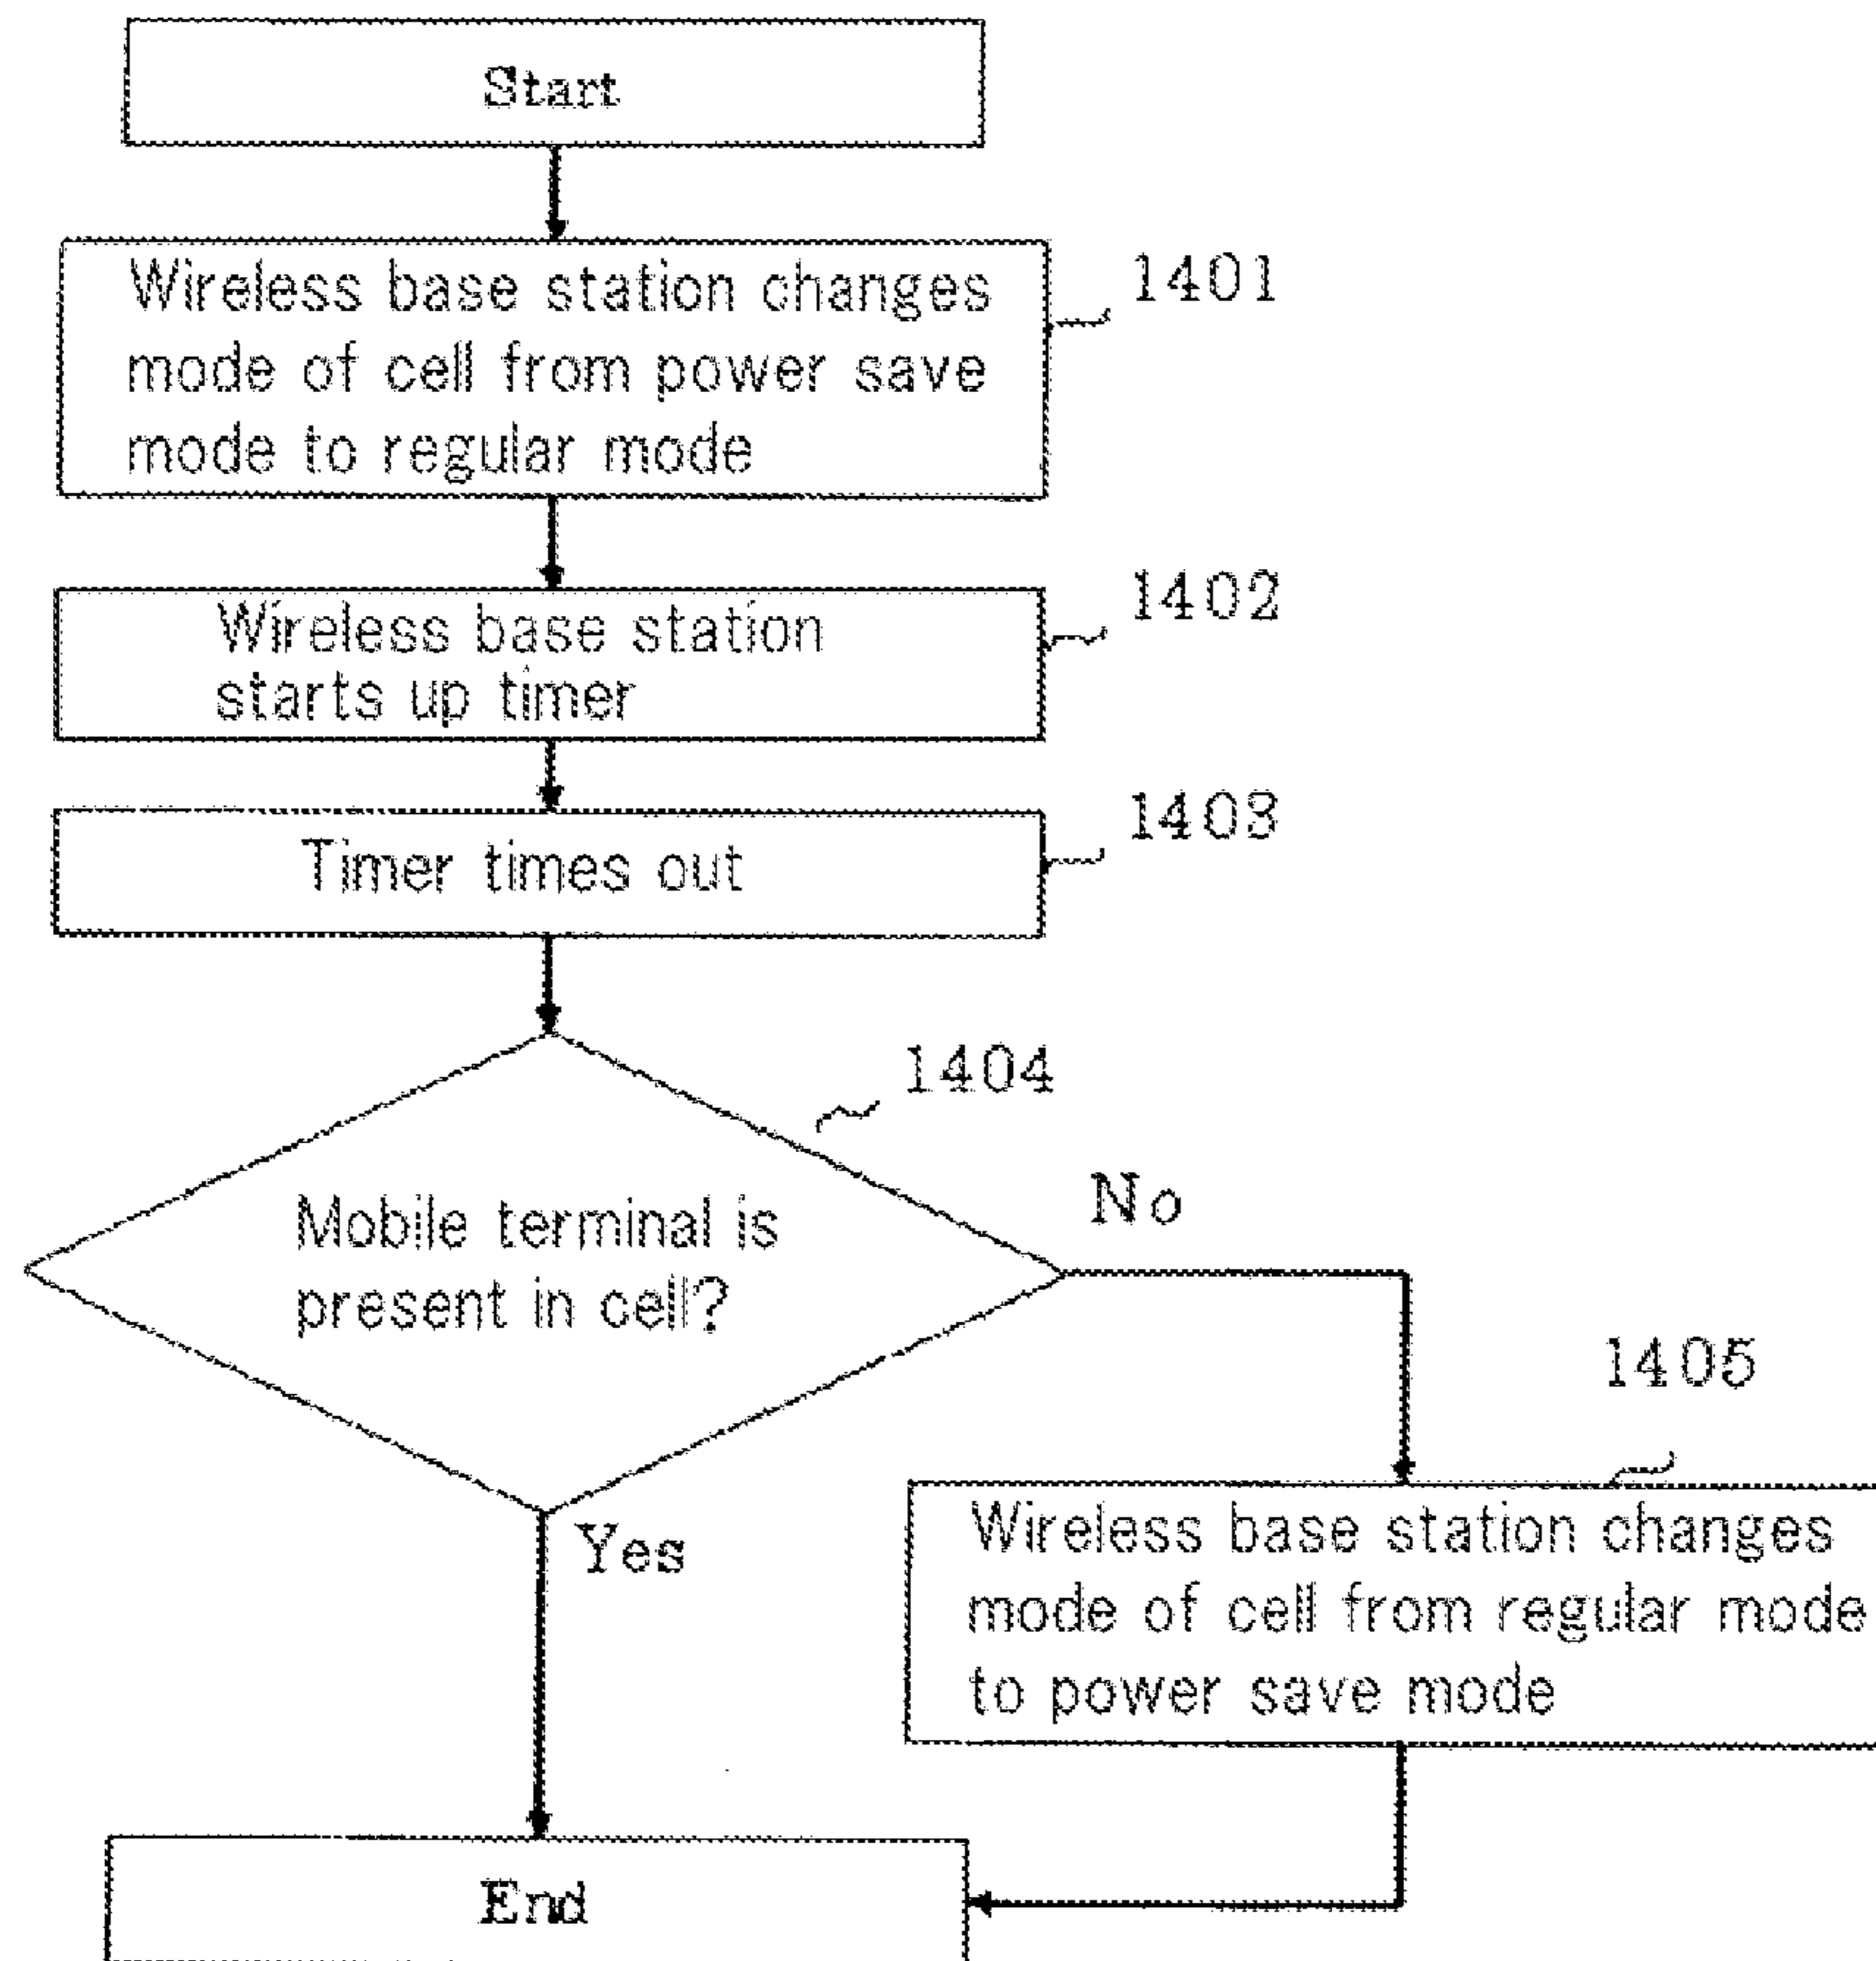 Start
Wireless base station changes
mode of cell from power save
mode to regular mode
1401
Wireless base station
starts up timer
1402
Timer times out
1403
1404
Mobile terminal is
present in cell?
No
Yes
1405
Wireless base station changes
mode of cell from regular mode
to power save mode
End